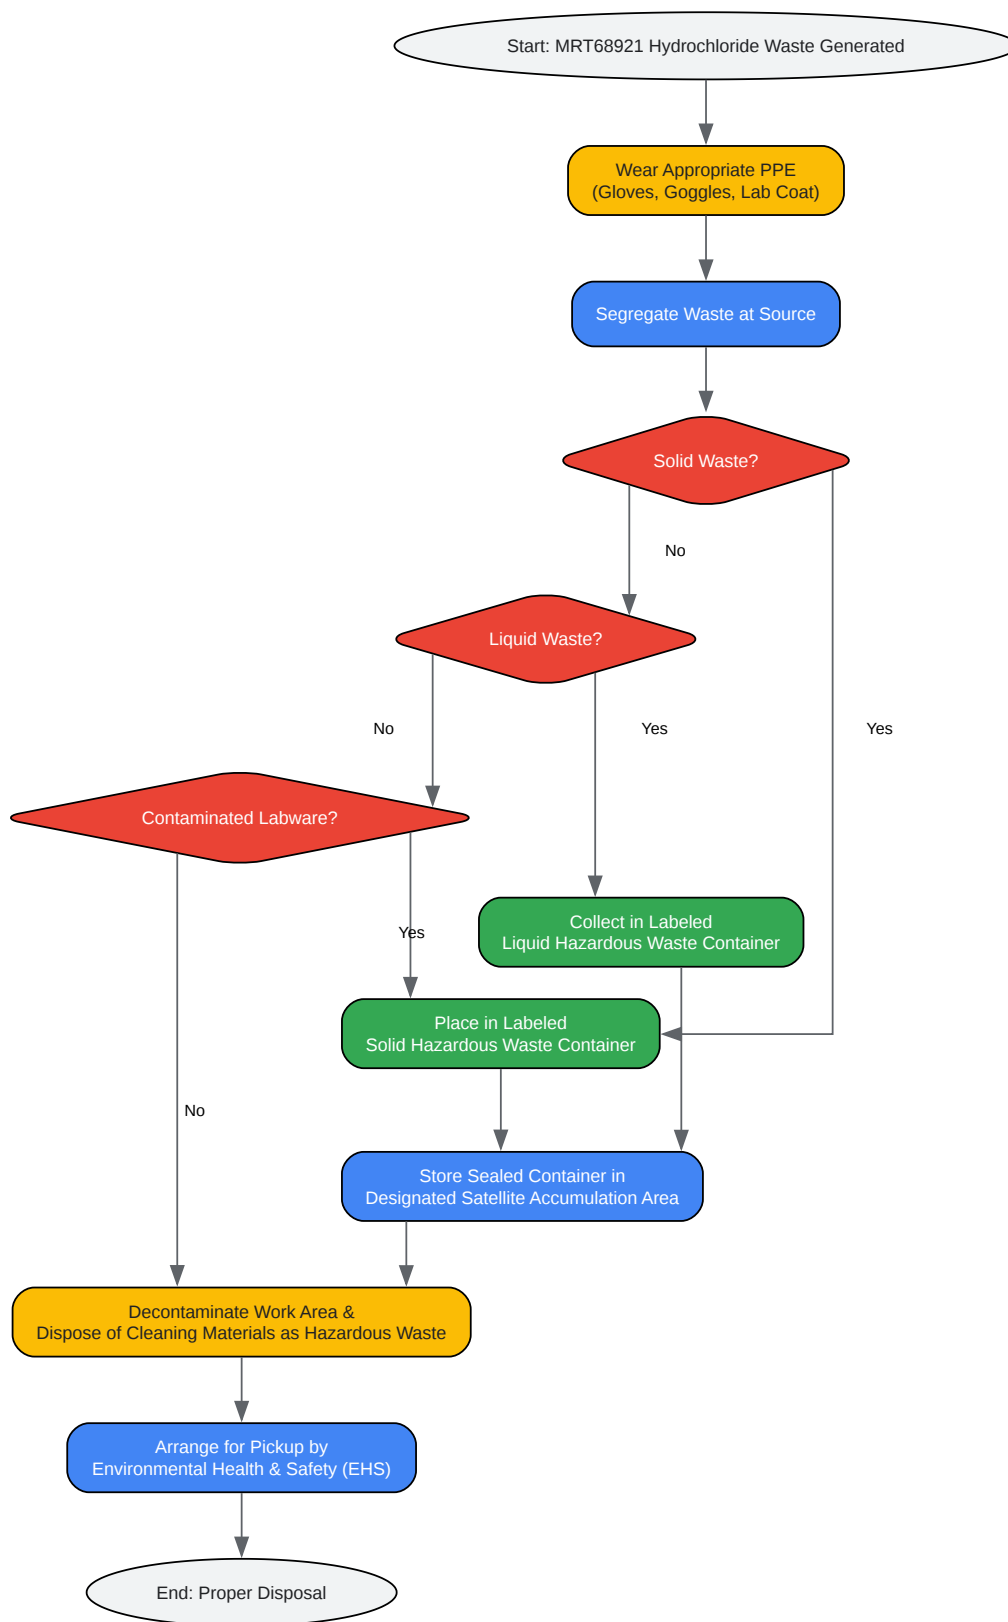 Start: MRT68921 Hydrochloride Waste Generated
Wear Appropriate PPE
(Gloves, Goggles, Lab Coat)
Segregate Waste at Source
Solid Waste?
No
Liquid Waste?
No
Yes
Yes
Contaminated Labware?
Collect in Labeled
Liquid Hazardous Waste Container
Yes
Place in Labeled
Solid Hazardous Waste Container
No
Store Sealed Container in
Designated Satellite Accumulation Area
Decontaminate Work Area &
Dispose of Cleaning Materials as Hazardous Waste
Arrange for Pickup by
Environmental Health & Safety (EHS)
End: Proper Disposal